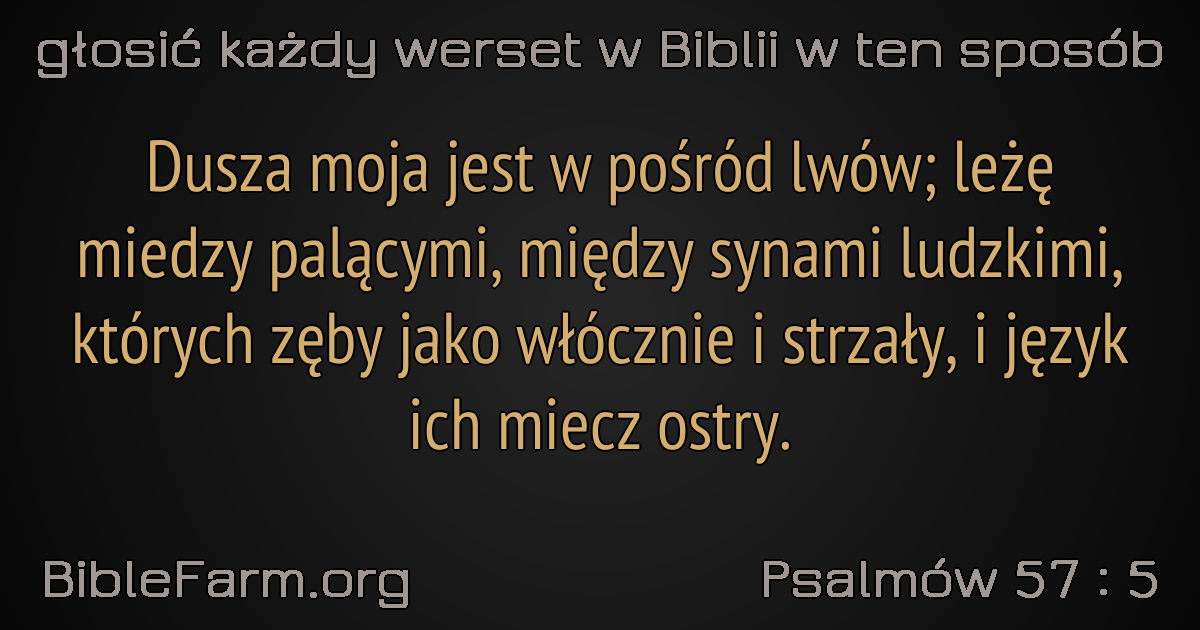 głosić każdy werset w Biblii w ten sposób
Dusza moja jest w pośród lwów; leżę
miedzy palącymi, między synami ludzkimi,
których zęby jako włócznie i strzały, i język
ich miecz ostry.
BibleFarm.org
Psalmów 57 : 5